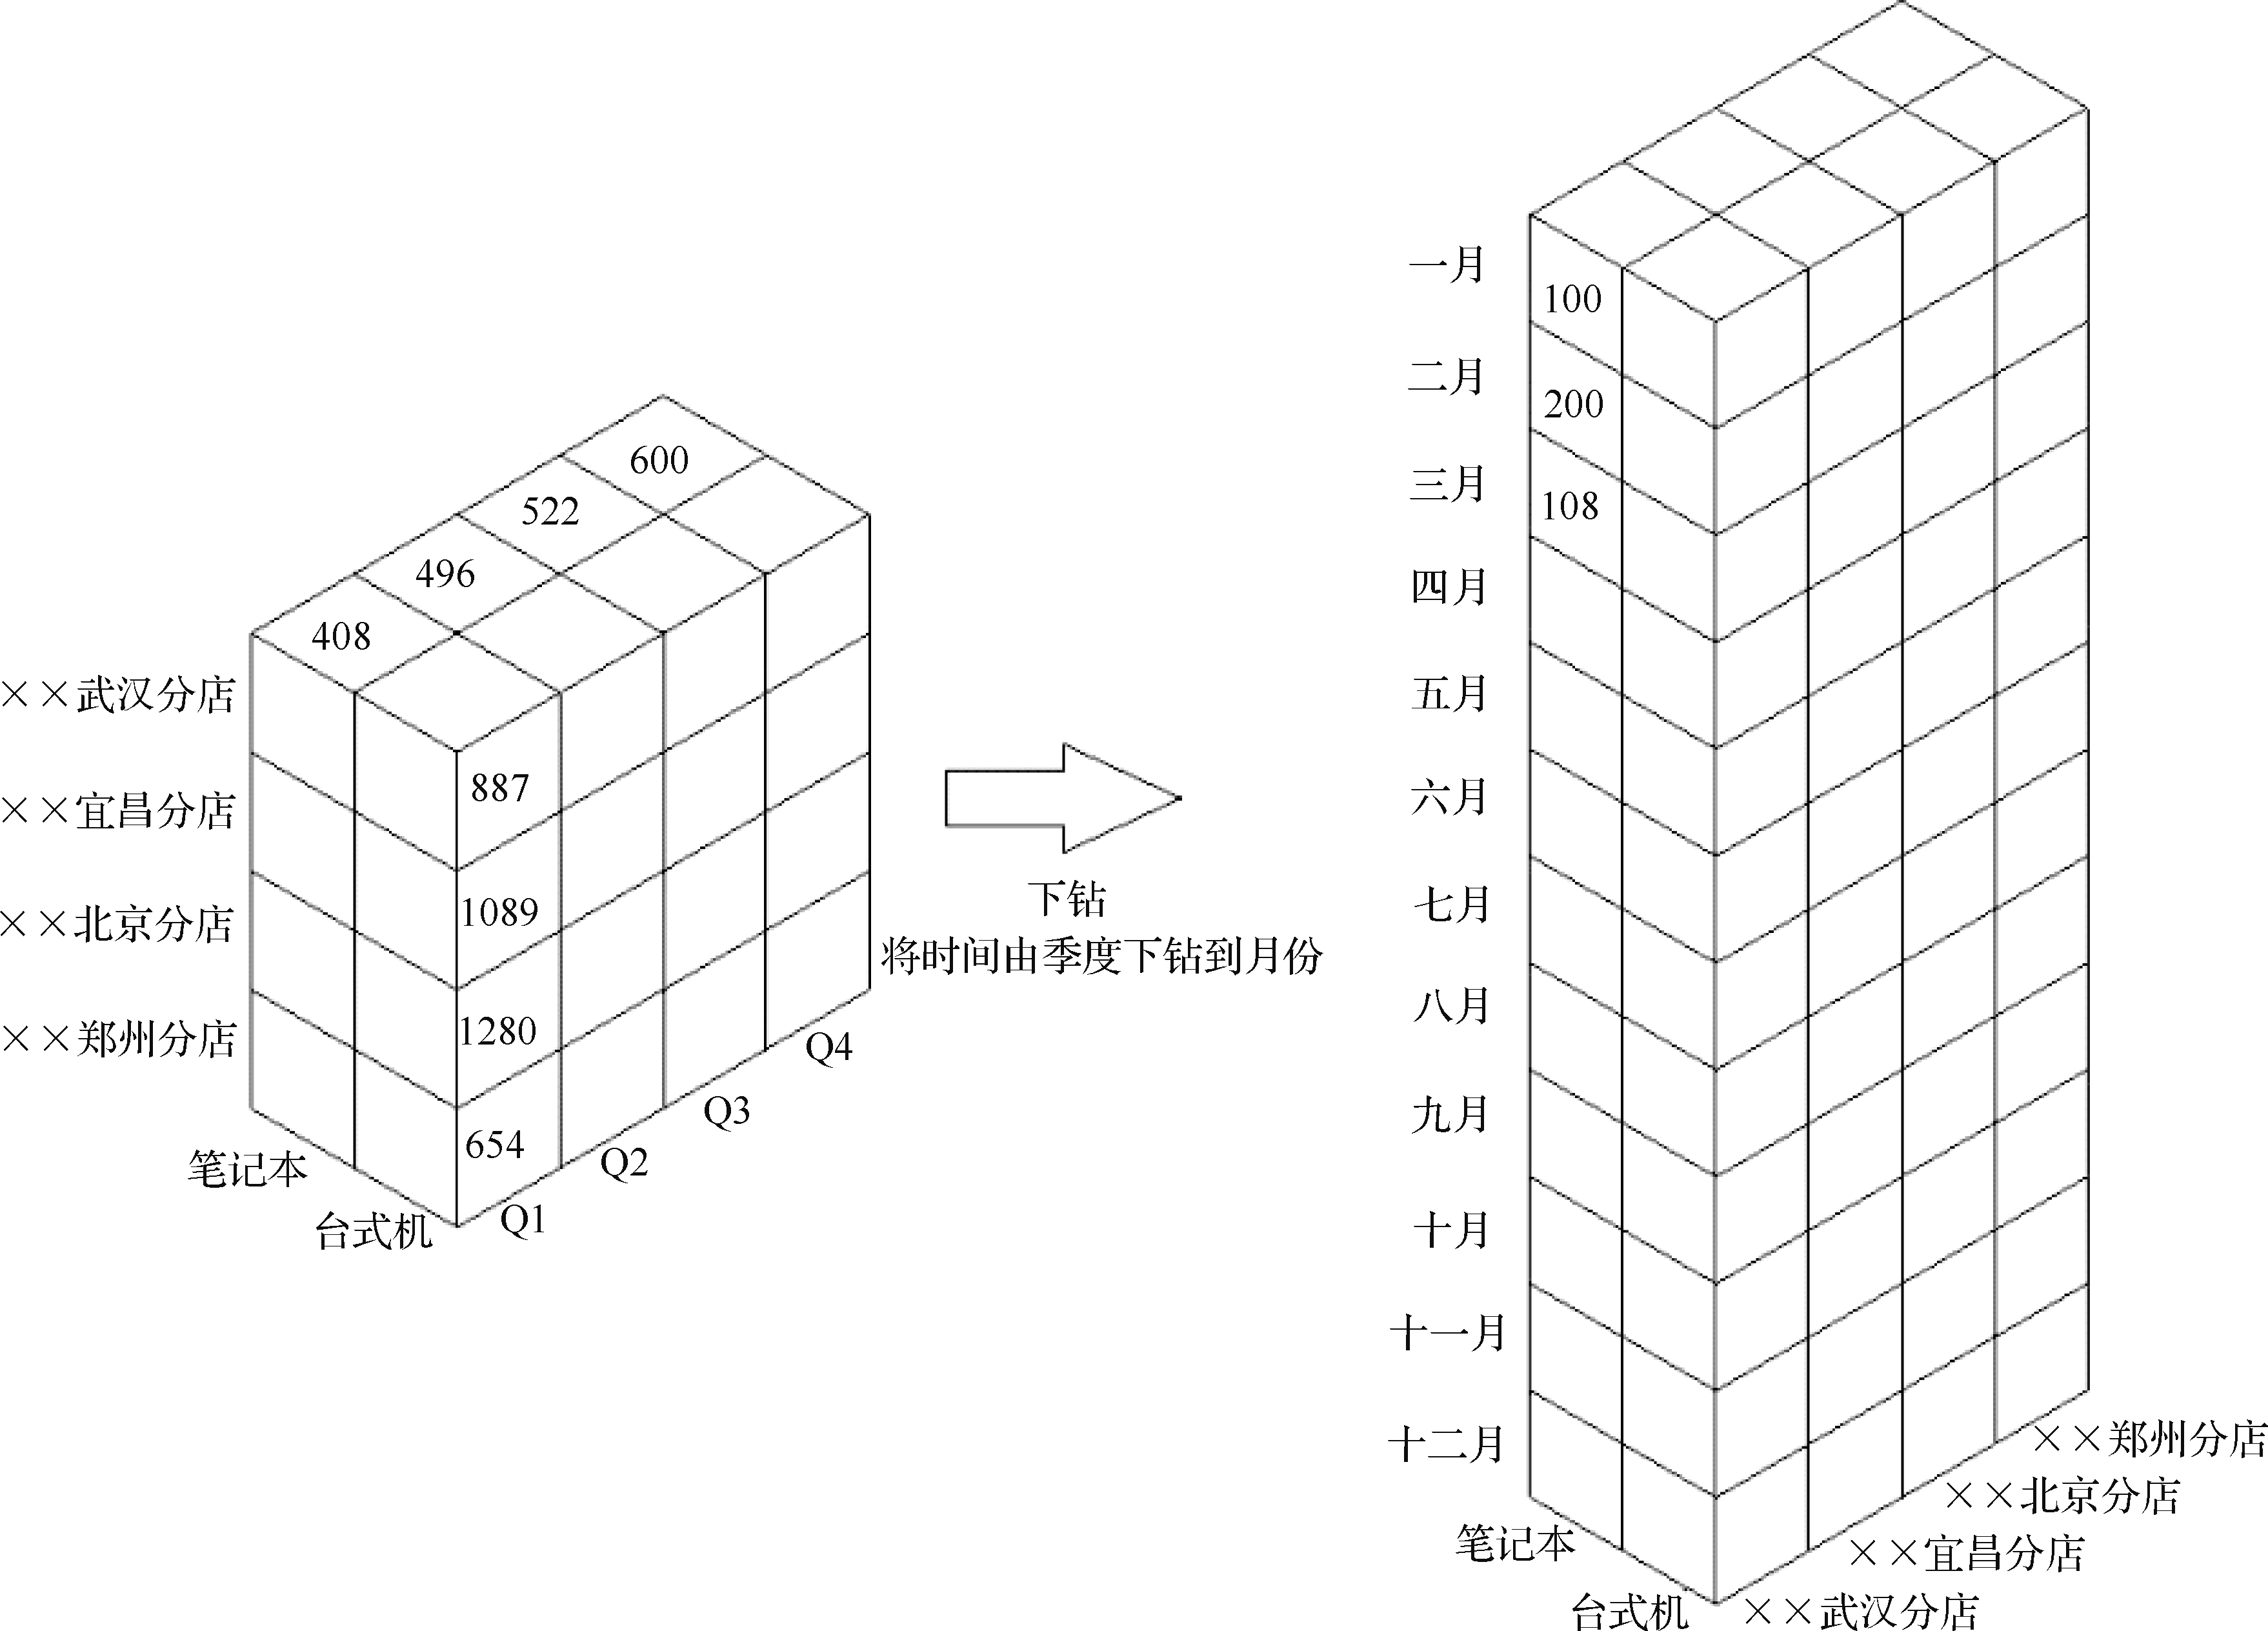 600
522
496
408
××武汉分店
××宜昌分店
××北京分店
××郑州分店
887
1089
1280
654
笔记本
台式机
Q1
Q2
Q3
Q4
下钻
将时间由季度下钻到月份
一月
二月
三月
四月
五月
六月
七月
八月
九月
十月
十一月
十二月
100
200
108
笔记本
台式机
××武汉分店
××宜昌分店
××北京分店
××郑州分店